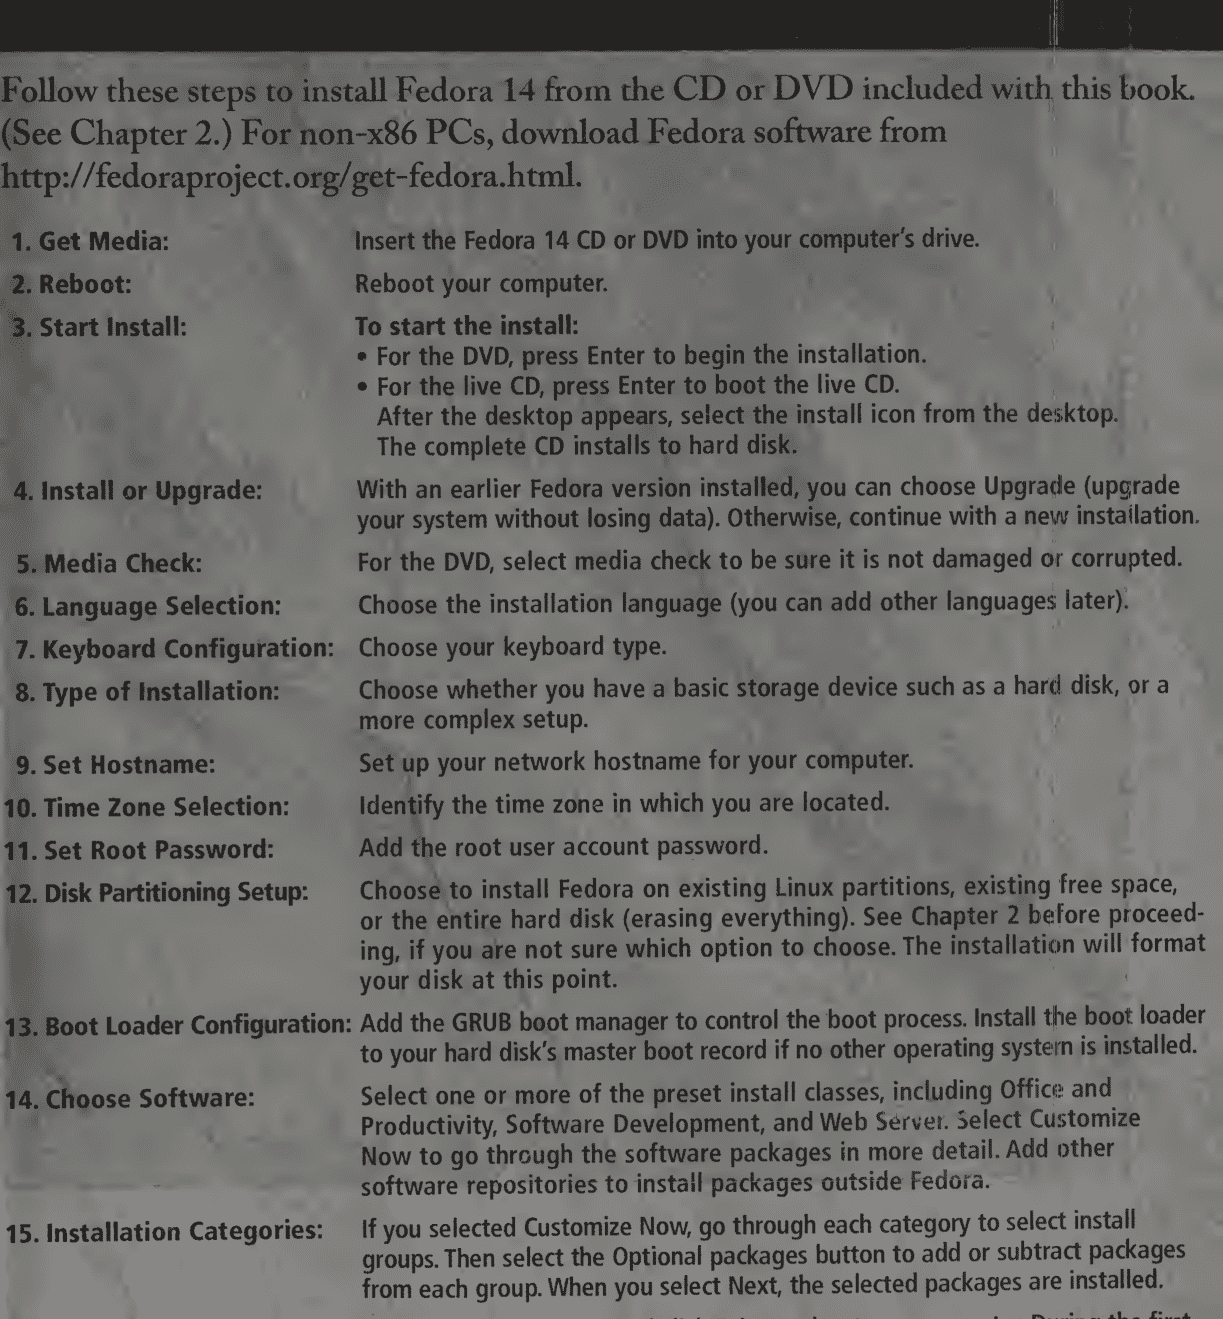 Follow these steps to install Fedora 14 from the CD or DVD included with this book.
(See Chapter 2.) For non-x86 PCs, download Fedora software from
http://fedoraproject.org/get-fedora.html.
1. Get Media: Insert the Fedora 14 CD or DVD into your computer's drive.
2. Reboot: Reboot your computer.
3. Start Install: To start the install:
• For the DVD, press Enter to begin the installation.
• For the live CD, press Enter to boot the live CD.
After the desktop appears, select the install icon from the desktop.
The complete CD installs to hard disk.
4. Install or Upgrade: With an earlier Fedora version installed, you can choose Upgrade (upgrade
your system without losing data). Otherwise, continue with a new installation.
5. Media Check: For the DVD, select media check to be sure it is not damaged or corrupted.
6. Language Selection: Choose the installation language (you can add other languages later).
7. Keyboard Configuration: Choose your keyboard type.
8. Type of Installation: Choose whether you have a basic storage device such as a hard disk, or a
more complex setup.
9. Set Hostname: Set up your network hostname for your computer.
10. Time Zone Selection: Identify the time zone in which you are located.
11. Set Root Password: Add the root user account password.
12. Disk Partitioning Setup: Choose to install Fedora on existing Linux partitions, existing free space,
or the entire hard disk (erasing everything). See Chapter 2 before proceed-
ing, if you are not sure which option to choose. The installation will format
your disk at this point.
13. Boot Loader Configuration: Add the GRUB boot manager to control the boot process. Install the boot loader
to your hard disk's master boot record if no other operating system is installed.
14. Choose Software: Select one or more of the preset install classes, including Office and
Productivity, Software Development, and Web Server. Select Customize
Now to go through the software packages in more detail. Add other
software repositories to install packages outside Fedora.
15. Installation Categories: If you selected Customize Now, go through each category to select install
groups. Then select the Optional packages button to add or subtract packages
from each group. When you select Next, the selected packages are installed.
During the first